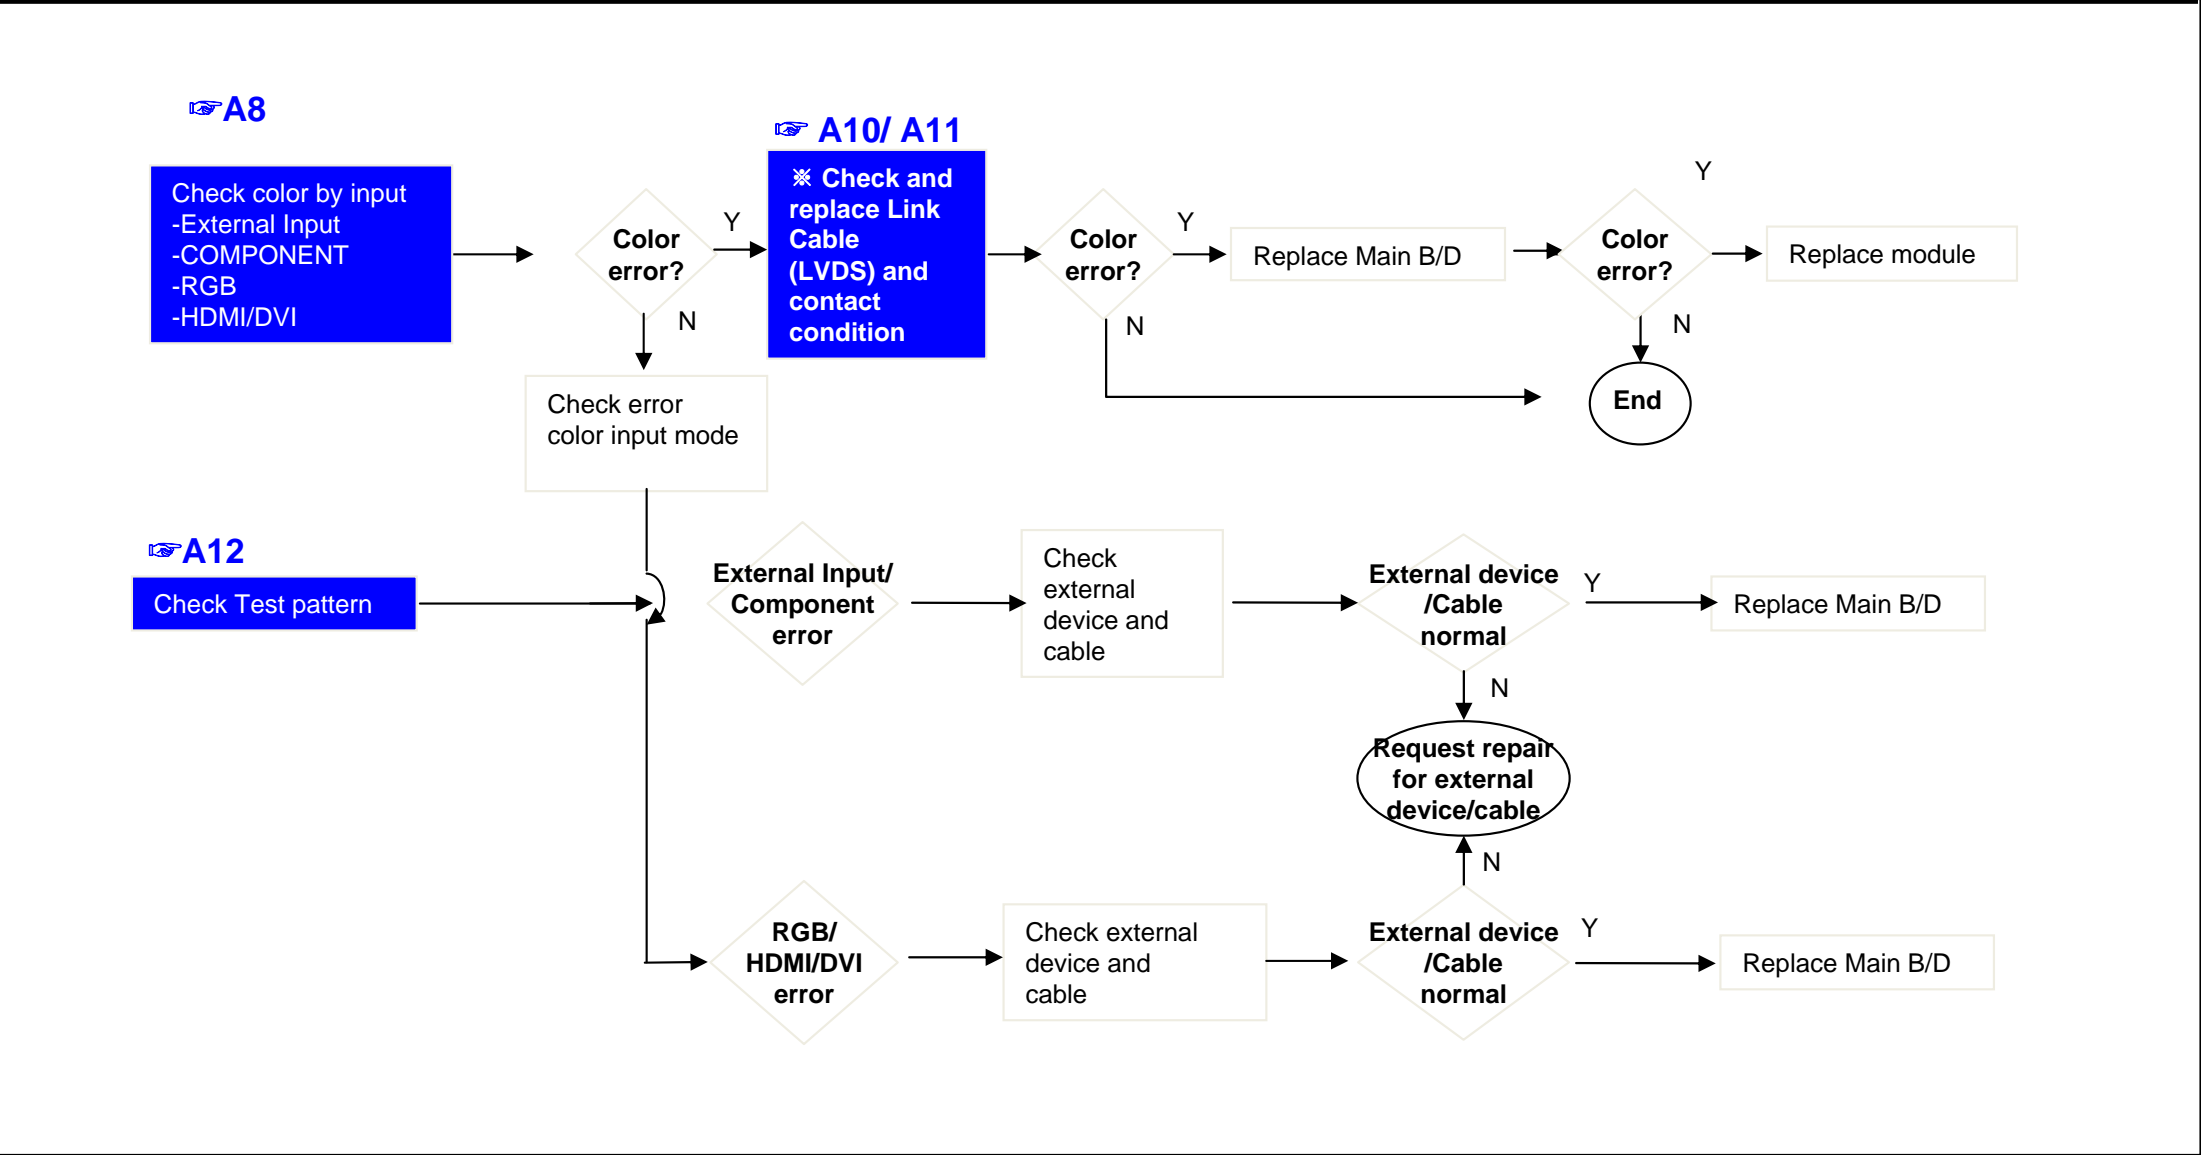 ☞A8
Check color by input
-External Input
-COMPONENT
-RGB
-HDMI/DVI
Color
error?
Y
N
☞ A10/ A11
※ Check and
replace Link
Cable
(LVDS) and
contact
condition
Color
error?
Y
N
Replace Main B/D
Color
error?
Y
N
Replace module
End
Check error
color input mode
☞A12
Check Test pattern
External Input/
Component
error
Check
external
device and
cable
External device
/Cable
normal
Y
N
Replace Main B/D
Request repair
for external
device/cable
N
RGB/
HDMI/DVI
error
Check external
device and
cable
External device
/Cable
normal
Y
Replace Main B/D